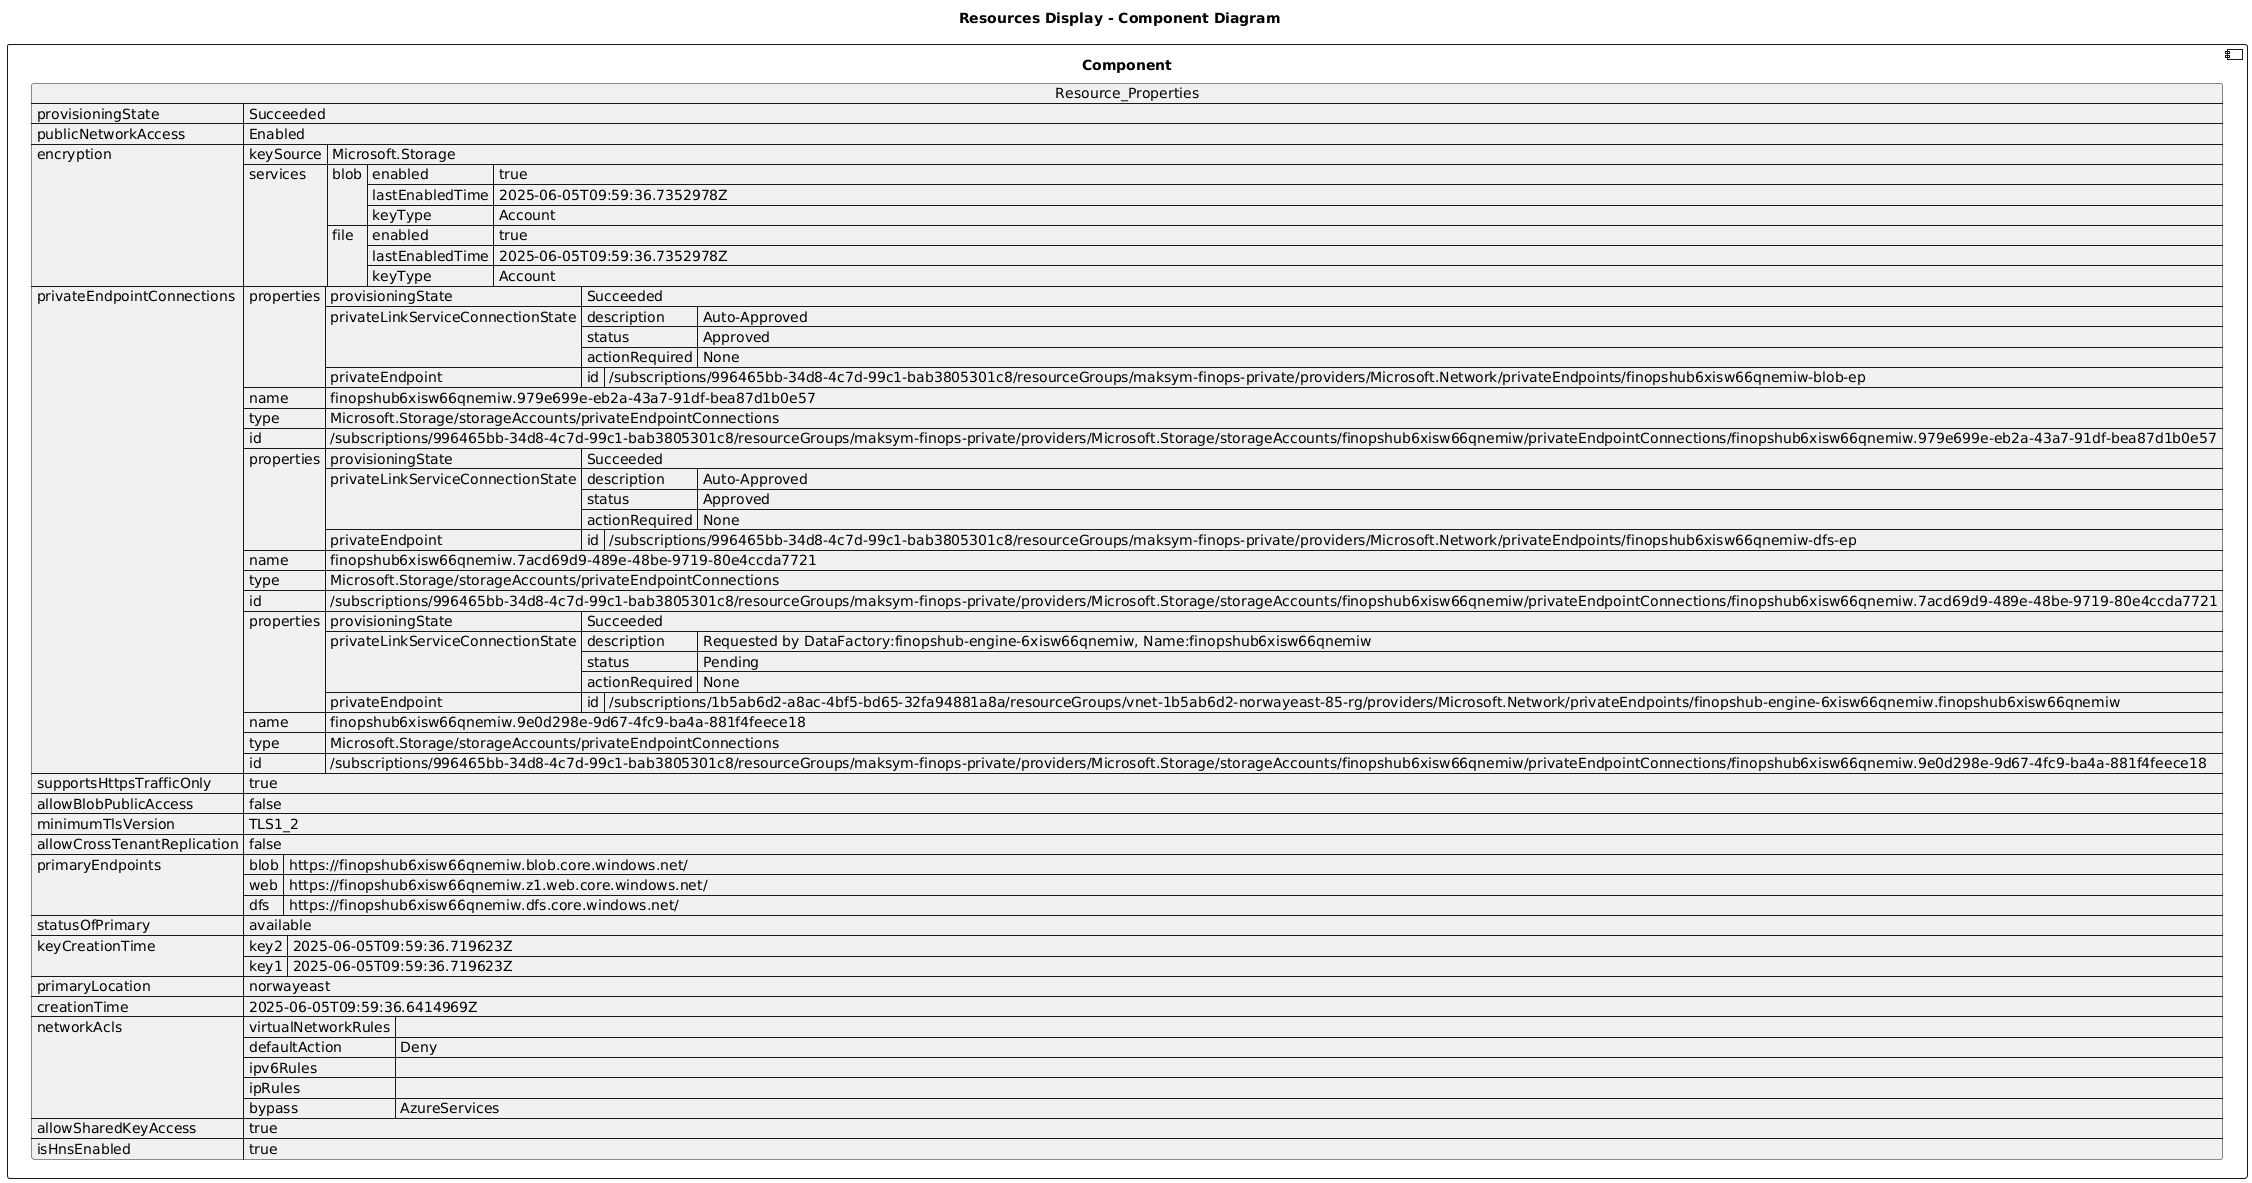 Resources Display - Component Diagram
Component
Resource_Properties
provisioningState Succeeded
publicNetworkAccess Enabled
encryption keySource Microsoft.Storage
services blob enabled true
lastEnabledTime 2025-06-05T09:59:36.7352978Z
keyType Account
file enabled true
lastEnabledTime 2025-06-05T09:59:36.7352978Z
keyType Account
privateEndpointConnections properties provisioningState Succeeded
privateLinkServiceConnectionState description Auto-Approved
status Approved
actionRequired None
privateEndpoint id /subscriptions/996465bb-34d8-4c7d-99c1-bab3805301c8/resourceGroups/maksym-finops-private/providers/Microsoft.Network/privateEndpoints/finopshub6xisw66qnemiw-blob-ep
name finopshub6xisw66qnemiw.979e699e-eb2a-43a7-91df-bea87d1b0e57
type Microsoft.Storage/storageAccounts/privateEndpointConnections
id /subscriptions/996465bb-34d8-4c7d-99c1-bab3805301c8/resourceGroups/maksym-finops-private/providers/Microsoft.Storage/storageAccounts/finopshub6xisw66qnemiw/privateEndpointConnections/finopshub6xisw66qnemiw.979e699e-eb2a-43a7-91df-bea87d1b0e57
properties provisioningState Succeeded
privateLinkServiceConnectionState description Auto-Approved
status Approved
actionRequired None
privateEndpoint id /subscriptions/996465bb-34d8-4c7d-99c1-bab3805301c8/resourceGroups/maksym-finops-private/providers/Microsoft.Network/privateEndpoints/finopshub6xisw66qnemiw-dfs-ep
name finopshub6xisw66qnemiw.7acd69d9-489e-48be-9719-80e4ccda7721
type Microsoft.Storage/storageAccounts/privateEndpointConnections
id /subscriptions/996465bb-34d8-4c7d-99c1-bab3805301c8/resourceGroups/maksym-finops-private/providers/Microsoft.Storage/storageAccounts/finopshub6xisw66qnemiw/privateEndpointConnections/finopshub6xisw66qnemiw.7acd69d9-489e-48be-9719-80e4ccda7721
properties provisioningState Succeeded
privateLinkServiceConnectionState description Requested by DataFactory:finopshub-engine-6xisw66qnemiw, Name:finopshub6xisw66qnemiw
status Pending
actionRequired None
privateEndpoint id /subscriptions/1b5ab6d2-a8ac-4bf5-bd65-32fa94881a8a/resourceGroups/vnet-1b5ab6d2-norwayeast-85-rg/providers/Microsoft.Network/privateEndpoints/finopshub-engine-6xisw66qnemiw.finopshub6xisw66qnemiw
name finopshub6xisw66qnemiw.9e0d298e-9d67-4fc9-ba4a-881f4feece18
type Microsoft.Storage/storageAccounts/privateEndpointConnections
id /subscriptions/996465bb-34d8-4c7d-99c1-bab3805301c8/resourceGroups/maksym-finops-private/providers/Microsoft.Storage/storageAccounts/finopshub6xisw66qnemiw/privateEndpointConnections/finopshub6xisw66qnemiw.9e0d298e-9d67-4fc9-ba4a-881f4feece18
supportsHttpsTrafficOnly true
allowBlobPublicAccess false
minimumTlsVersion TLS1_2
allowCrossTenantReplication false
primaryEndpoints blob https://finopshub6xisw66qnemiw.blob.core.windows.net/
web https://finopshub6xisw66qnemiw.z1.web.core.windows.net/
dfs https://finopshub6xisw66qnemiw.dfs.core.windows.net/
statusOfPrimary available
keyCreationTime key2 2025-06-05T09:59:36.719623Z
key1 2025-06-05T09:59:36.719623Z
primaryLocation norwayeast
creationTime 2025-06-05T09:59:36.6414969Z
networkAcls virtualNetworkRules
defaultAction Deny
ipv6Rules
ipRules
bypass AzureServices
allowSharedKeyAccess true
isHnsEnabled true